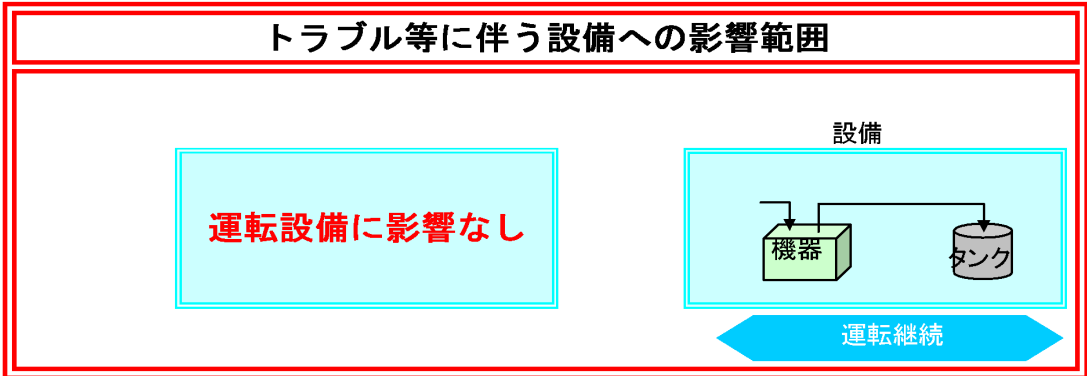 トラブル等に伴う設備への影響範囲
設備
運転設備に影響なし
機器
タンク
運転継続